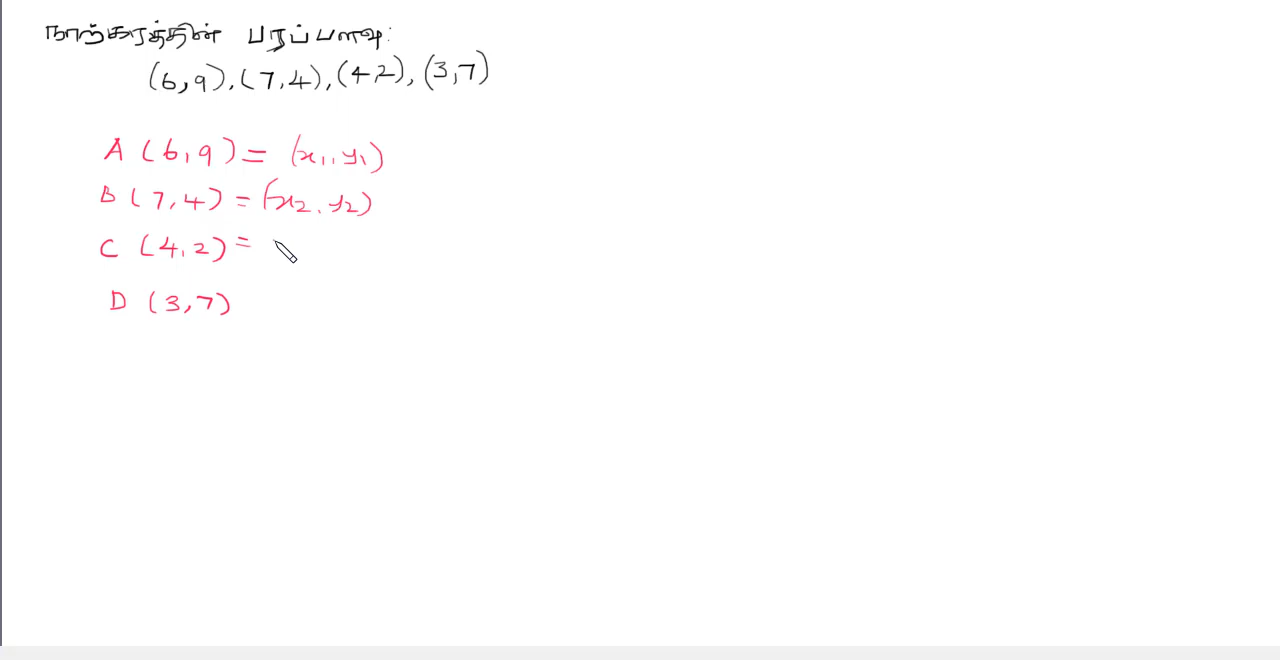 நாற்கரத்தின் பரப்பளவு:
(6,9),(7,4),(4,2),(3,7)
A (6,9) = (x₁,y₁)
B (7,4) = (x₂,y₂)
C (4,2) =
D (3,7)